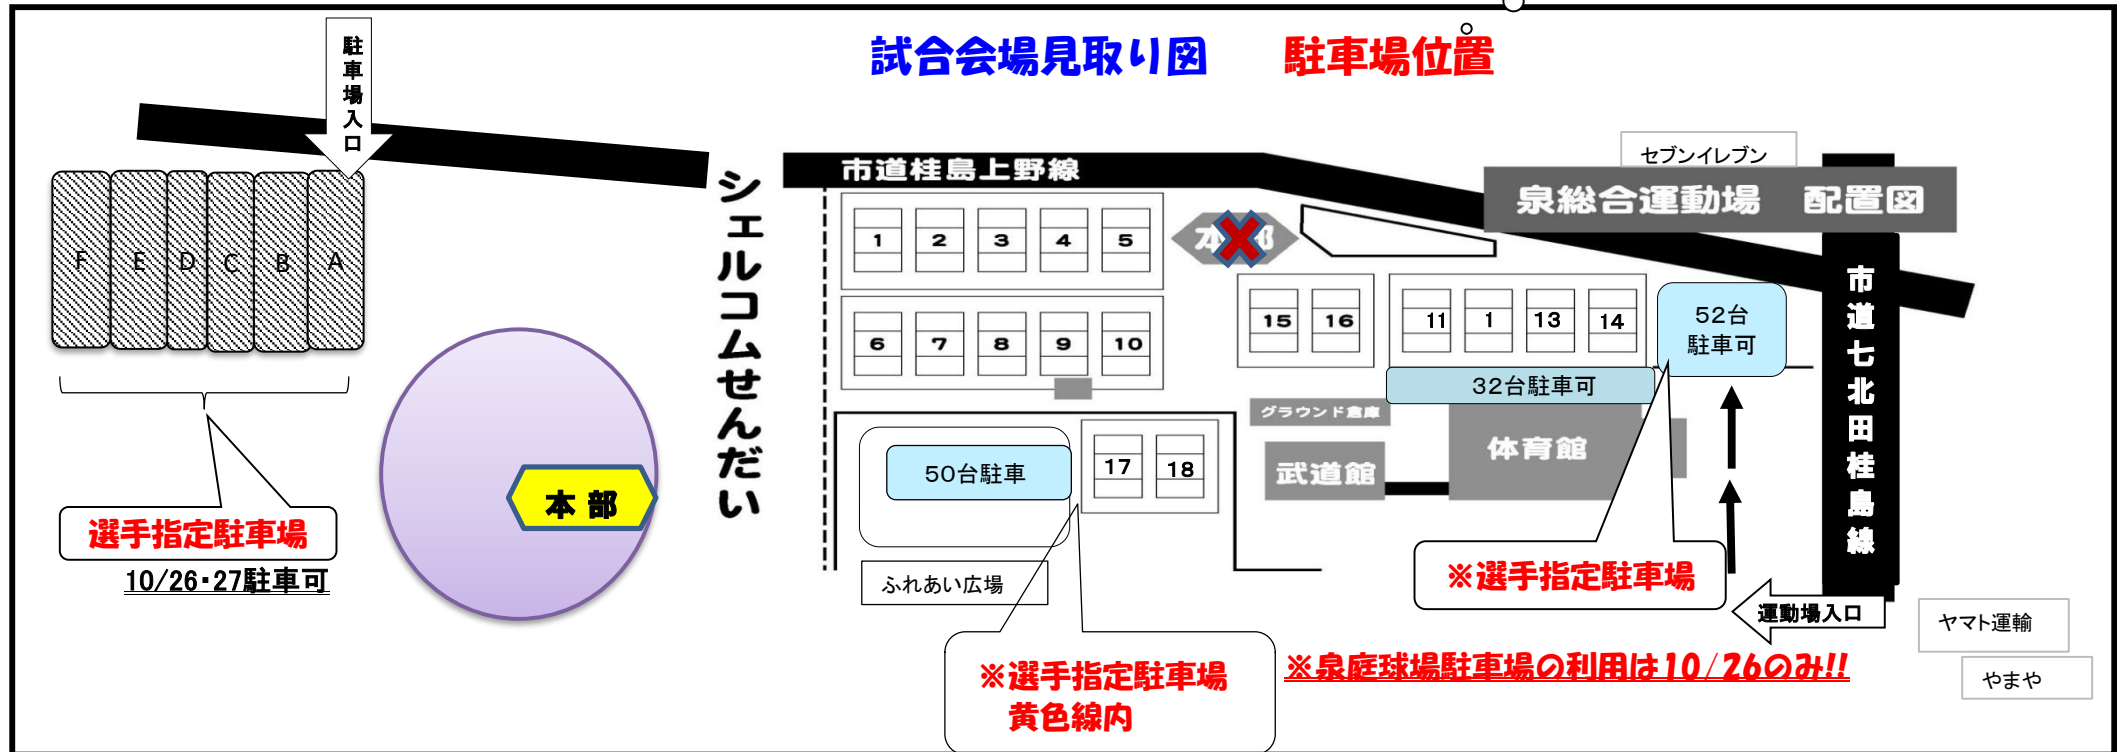 試合会場見取り図 駐車場位置
駐車場入口
セブンイレブン
市道桂島上野線
泉総合運動場 配置図
シェルコムせんだい
F E D C B A
1 2 3 4 5
本部
6 7 8 9 10
15 16
11 1 13 14
52台
駐車可
市道七北田桂島線
32台駐車可
グラウンド倉庫
体育館
武道館
50台駐車
17 18
本部
選手指定駐車場
10/26・27駐車可
ふれあい広場
※選手指定駐車場
運動場入口
ヤマト運輸
やまや
※選手指定駐車場
黄色線内
※泉庭球場駐車場の利用は10/26のみ!!